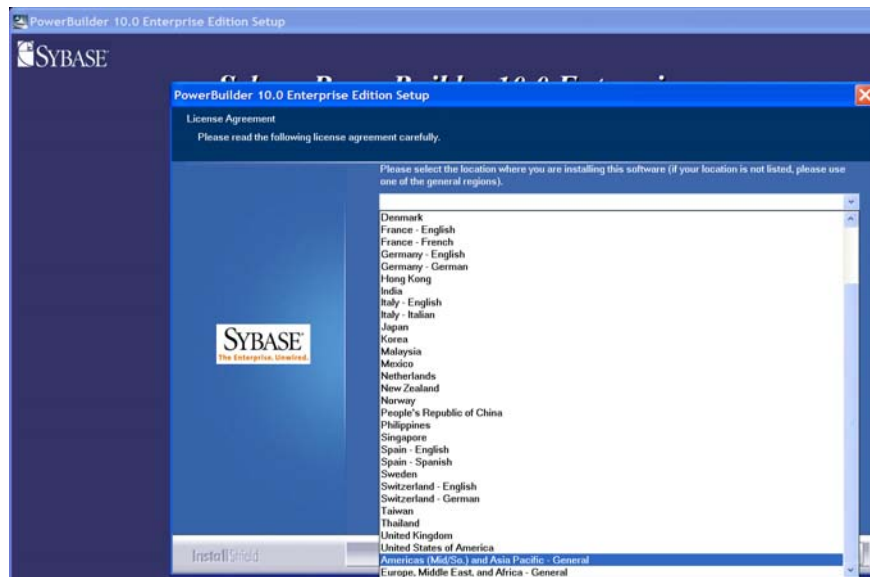 PowerBuilder 10.0 Enterprise Edition Setup
SYBASE
PowerBuilder 10.0 Enterprise Edition Setup
License Agreement
Please read the following license agreement carefully.
Please select the location where you are installing this software (if your location is not listed, please use
one of the general regions).
Denmark
France - English
France - French
Germany - English
Germany - German
Hong Kong
India
Italy - English
Italy - Italian
Japan
Korea
Malaysia
Mexico
Netherlands
New Zealand
Norway
People's Republic of China
Philippines
Singapore
Spain - English
Spain - Spanish
Sweden
Switzerland - English
Switzerland - German
Taiwan
Thailand
United Kingdom
United States of America
Americas (Mid/So.) and Asia Pacific - General
Europe, Middle East, and Africa - General
SYBASE
The Enterprise. Unwired.
InstallShield